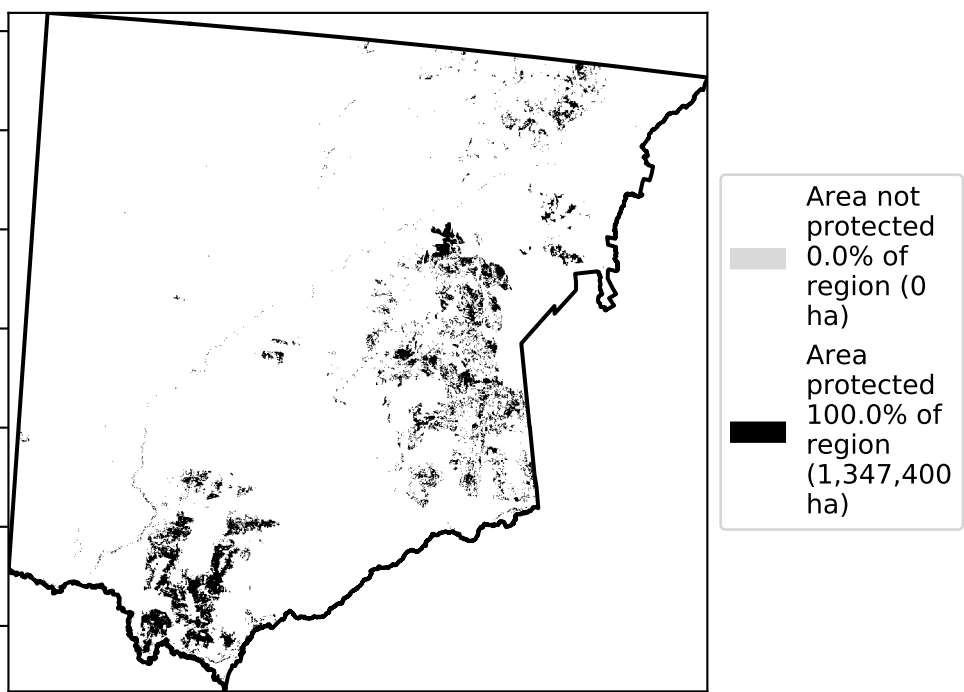 Area not
protected
0.0% of
region (0
ha)
Area
protected
100.0% of
region
(1,347,400
ha)